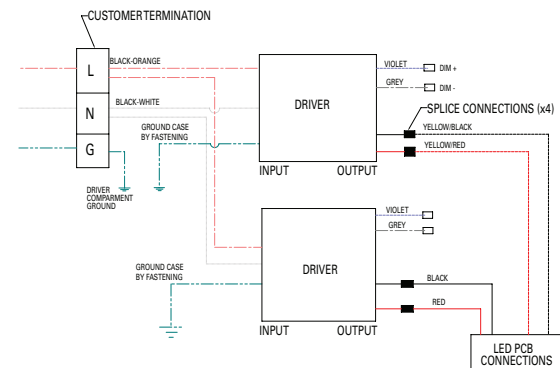 CUSTOMER TERMINATION
L
BLACK-ORANGE
N
BLACK-WHITE
G
DRIVER
COMPARMENT
GROUND
GROUND CASE
BY FASTENING
DRIVER
INPUT
OUTPUT
VIOLET
DIM +
GREY
DIM -
SPLICE CONNECTIONS (x4)
YELLOW/BLACK
YELLOW/RED
GROUND CASE
BY FASTENING
DRIVER
INPUT
OUTPUT
VIOLET
GREY
BLACK
RED
LED PCB
CONNECTIONS